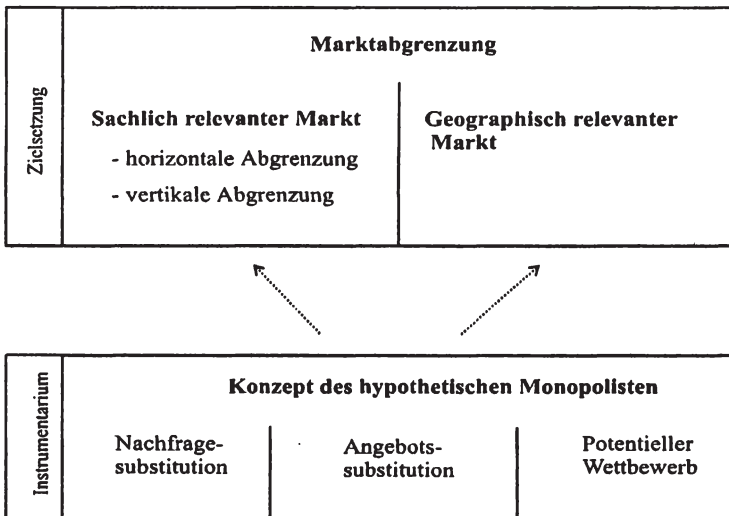 Zielsetzung
Marktabgrenzung
Sachlich relevanter Markt
- horizontale Abgrenzung
- vertikale Abgrenzung
Geographisch relevanter
Markt
Instrumentarium
Konzept des hypothetischen Monopolisten
Nachfrage-
substitution
Angebots-
substitution
Potentieller
Wettbewerb